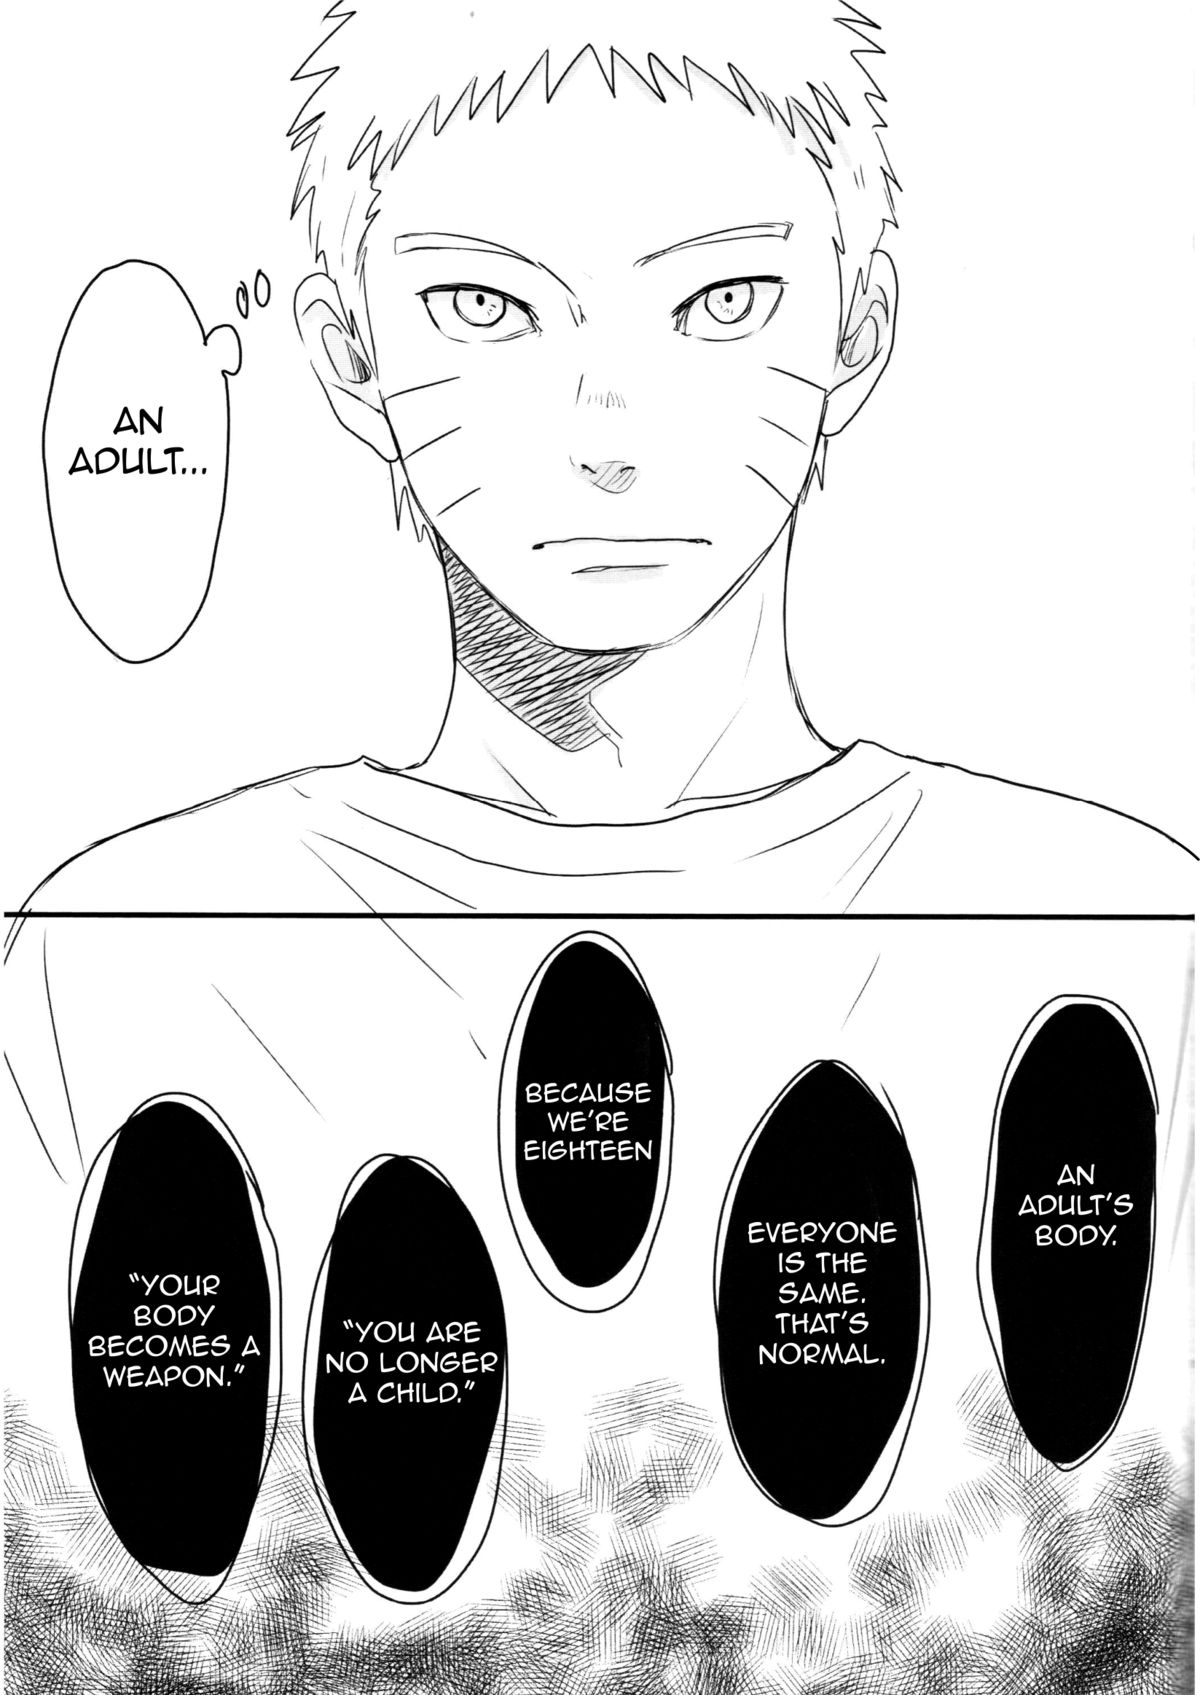 AN
ADULT...
AN
ADULT'S
BODY.
EVERYONE
IS THE
SAME.
THAT'S
NORMAL.
BECAUSE
WE'RE
EIGHTEEN
"YOU ARE
NO LONGER
A CHILD."
"YOUR
BODY
BECOMES A
WEAPON."